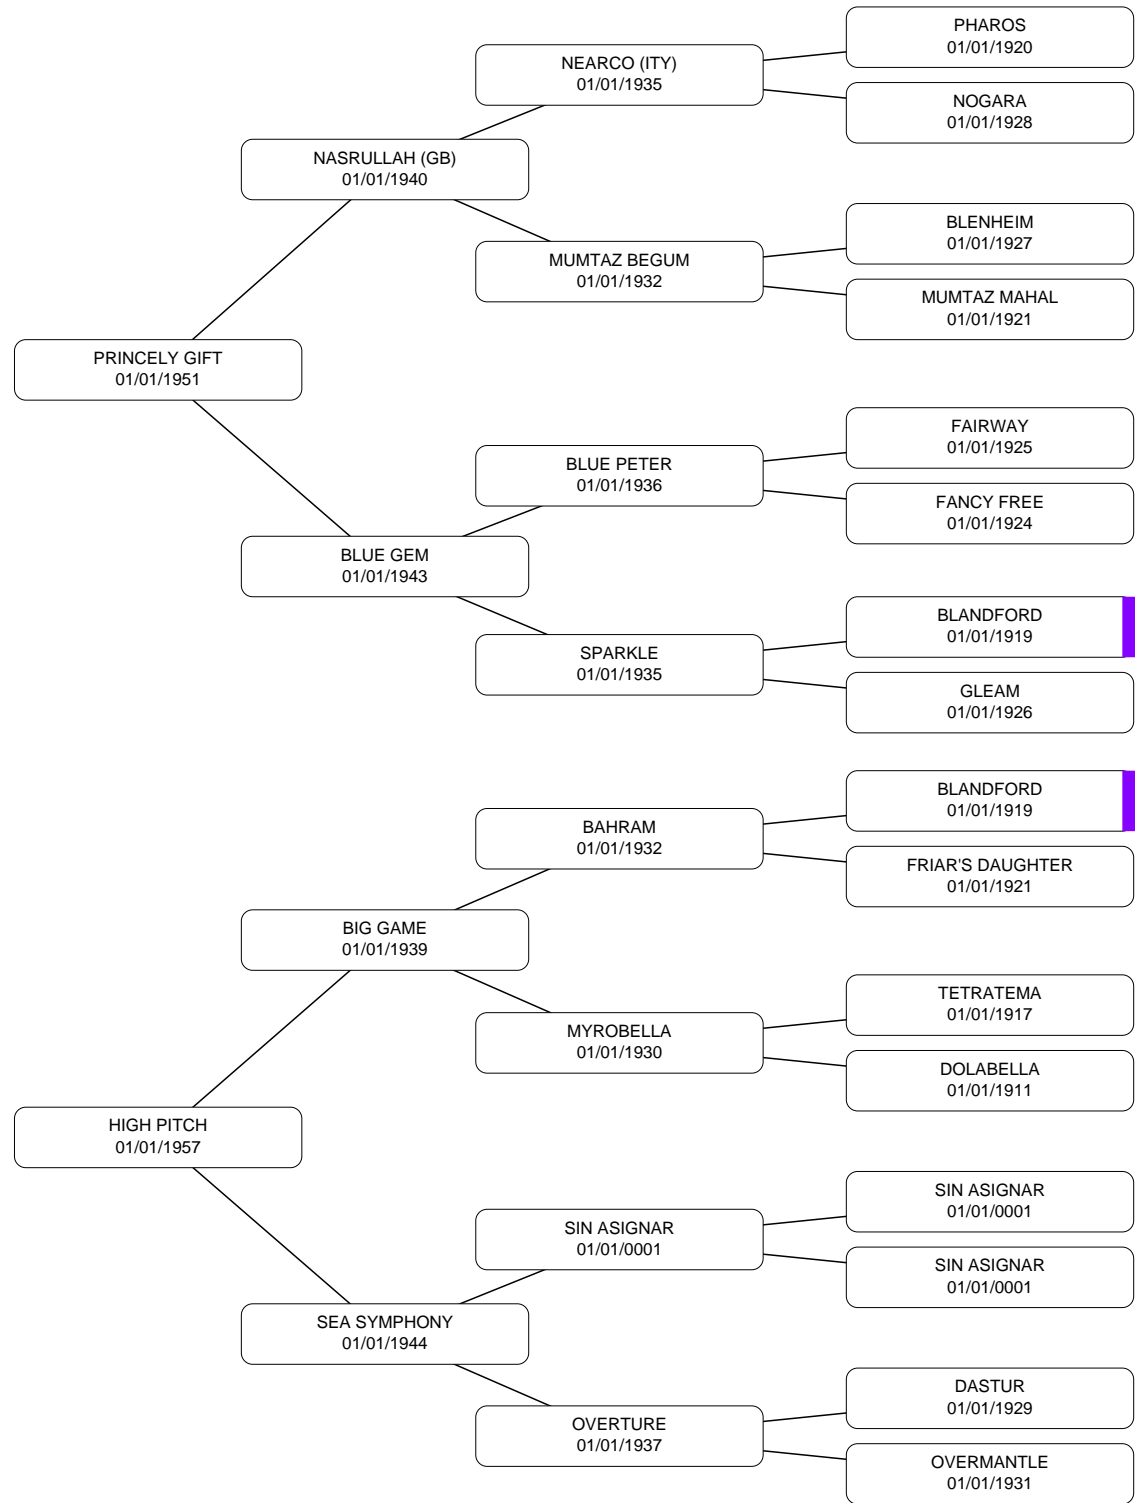 PHAROS
01/01/1920
NEARCO (ITY)
01/01/1935
NOGARA
01/01/1928
NASRULLAH (GB)
01/01/1940
BLENHEIM
01/01/1927
MUMTAZ BEGUM
01/01/1932
MUMTAZ MAHAL
01/01/1921
PRINCELY GIFT
01/01/1951
FAIRWAY
01/01/1925
BLUE PETER
01/01/1936
FANCY FREE
01/01/1924
BLUE GEM
01/01/1943
BLANDFORD
01/01/1919
SPARKLE
01/01/1935
GLEAM
01/01/1926
BLANDFORD
01/01/1919
BAHRAM
01/01/1932
FRIAR'S DAUGHTER
01/01/1921
BIG GAME
01/01/1939
TETRATEMA
01/01/1917
MYROBELLA
01/01/1930
DOLABELLA
01/01/1911
HIGH PITCH
01/01/1957
SIN ASIGNAR
01/01/0001
SIN ASIGNAR
01/01/0001
SIN ASIGNAR
01/01/0001
SEA SYMPHONY
01/01/1944
DASTUR
01/01/1929
OVERTURE
01/01/1937
OVERMANTLE
01/01/1931